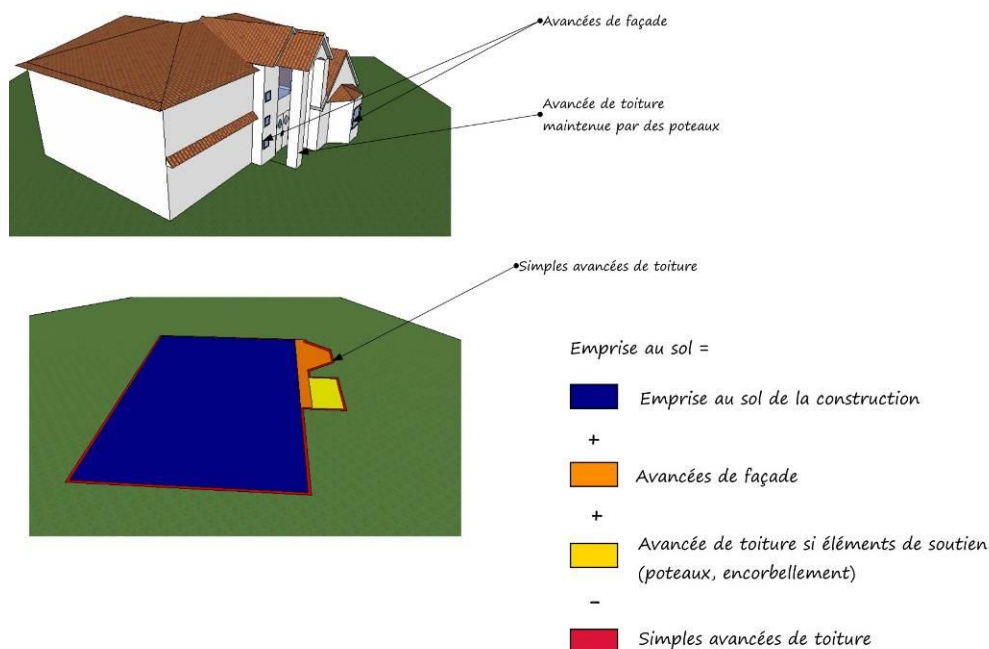 Avancées de façade
Avancée de toiture
maintenue par des poteaux
Simples avancées de toiture
Emprise au sol =
Emprise au sol de la construction
+
Avancées de façade
+
Avancée de toiture si éléments de soutien
(poteaux, encorbellement)
-
Simples avancées de toiture